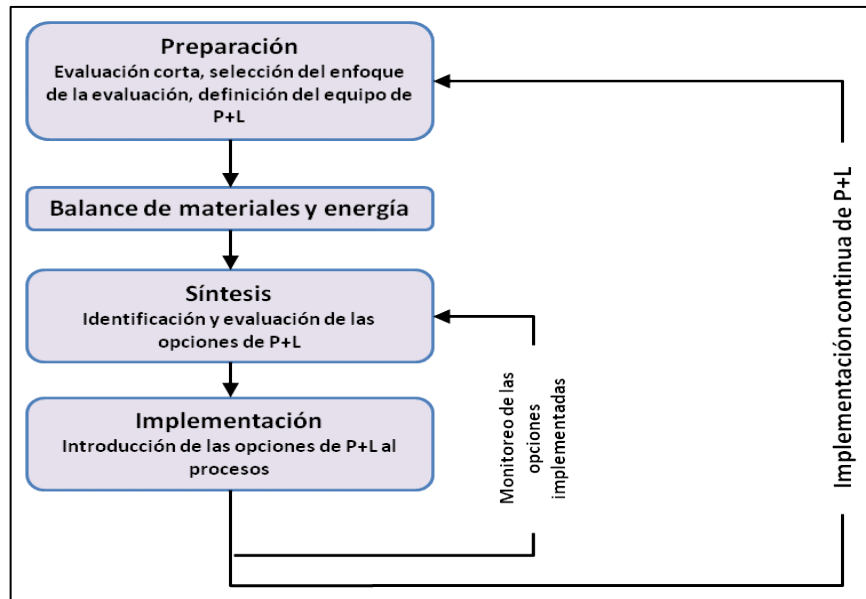 Preparación
Evaluación corta, selección del enfoque
de la evaluación, definición del equipo de
P+L
Balance de materiales y energía
Síntesis
Identificación y evaluación de las
opciones de P+L
Implementación
Introducción de las opciones de P+L al
procesos
Monitoreo de las
opciones
implementadas
Implementación continua de P+L